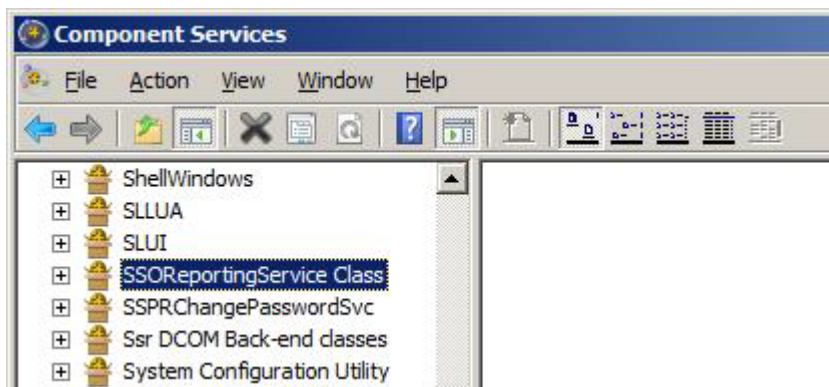 Component Services
File Action View Window Help
ShellWindows
SLLUA
SLUI
SSOReportingService Class
SSPRChangePasswordSvc
Ssr DCOM Back-end classes
System Configuration Utility